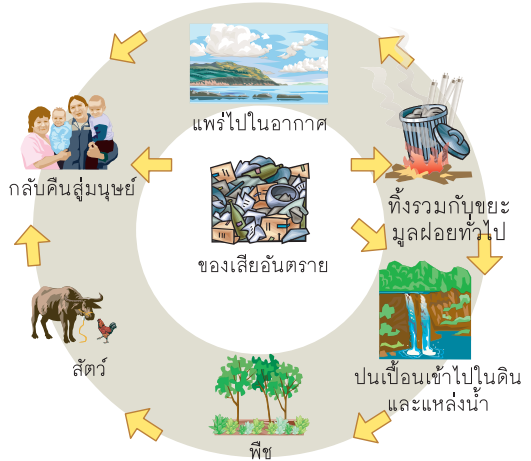 แพร่ไปในอากาศ
กลับคืนสู่มนุษย์
ทิ้งรวมกับขยะ
มูลฝอยทั่วไป
ของเสียอันตราย
สัตว์
ปนเปื้อนเข้าไปในดิน
และแหล่งน้ำ
พืช